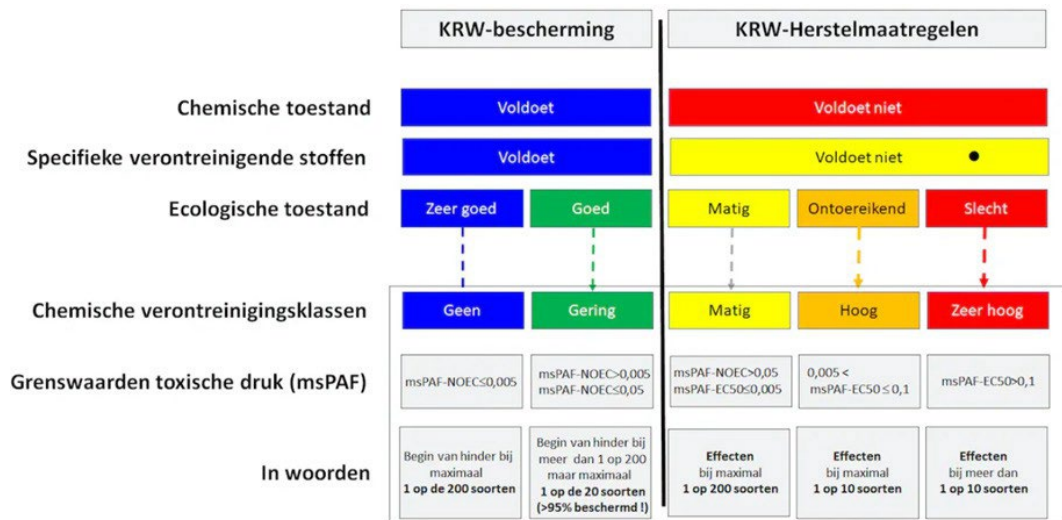 KRW-bescherming
KRW-Herstelmaatregelen
Chemische toestand
Voldoet
Voldoet niet
Specifieke verontreinigende stoffen
Voldoet
Voldoet niet
Ecologische toestand
Zeer goed
Goed
Matig
Ontoereikend
Slecht
Chemische verontreinigingsklassen
Geen
Gering
Matig
Hoog
Zeer hoog
Grenswaarden toxische druk (msPAF)
msPAF-NOEC≤0,005
msPAF-NOEC>0,005
msPAF-NOEC≤0,05
msPAF-NOEC>0,05
msPAF-EC50≤0,005
0,005 <
msPAF-EC50 ≤ 0,1
msPAF-EC50>0,1
In woorden
Begin van hinder bij
maximaal
1 op de 200 soorten
Begin van hinder bij
meer dan 1 op 200
maar maximaal
1 op de 20 soorten
(>95% beschermd !)
Effecten
bij maximal
1 op 200 soorten
Effecten
bij maximal
1 op 10 soorten
Effecten
bij meer dan
1 op 10 soorten